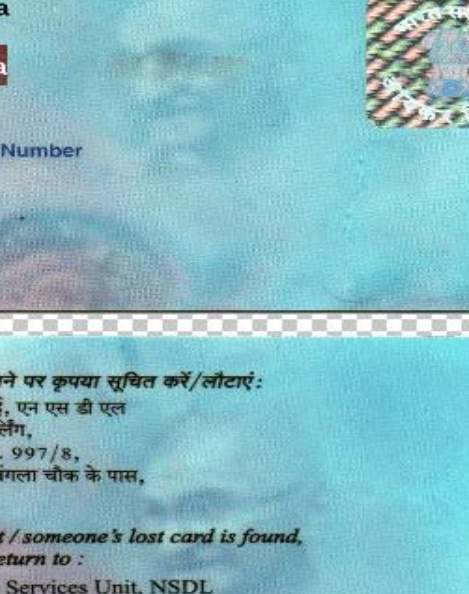 a
a
भारत स
Number
ने पर कृपया सूचित करें/लौटाएं:
एन एस डी एल
लिंग,
. 997/8,
ंगला चौक के पास,
t / someone's lost card is found,
eturn to :
Services Unit, NSDL